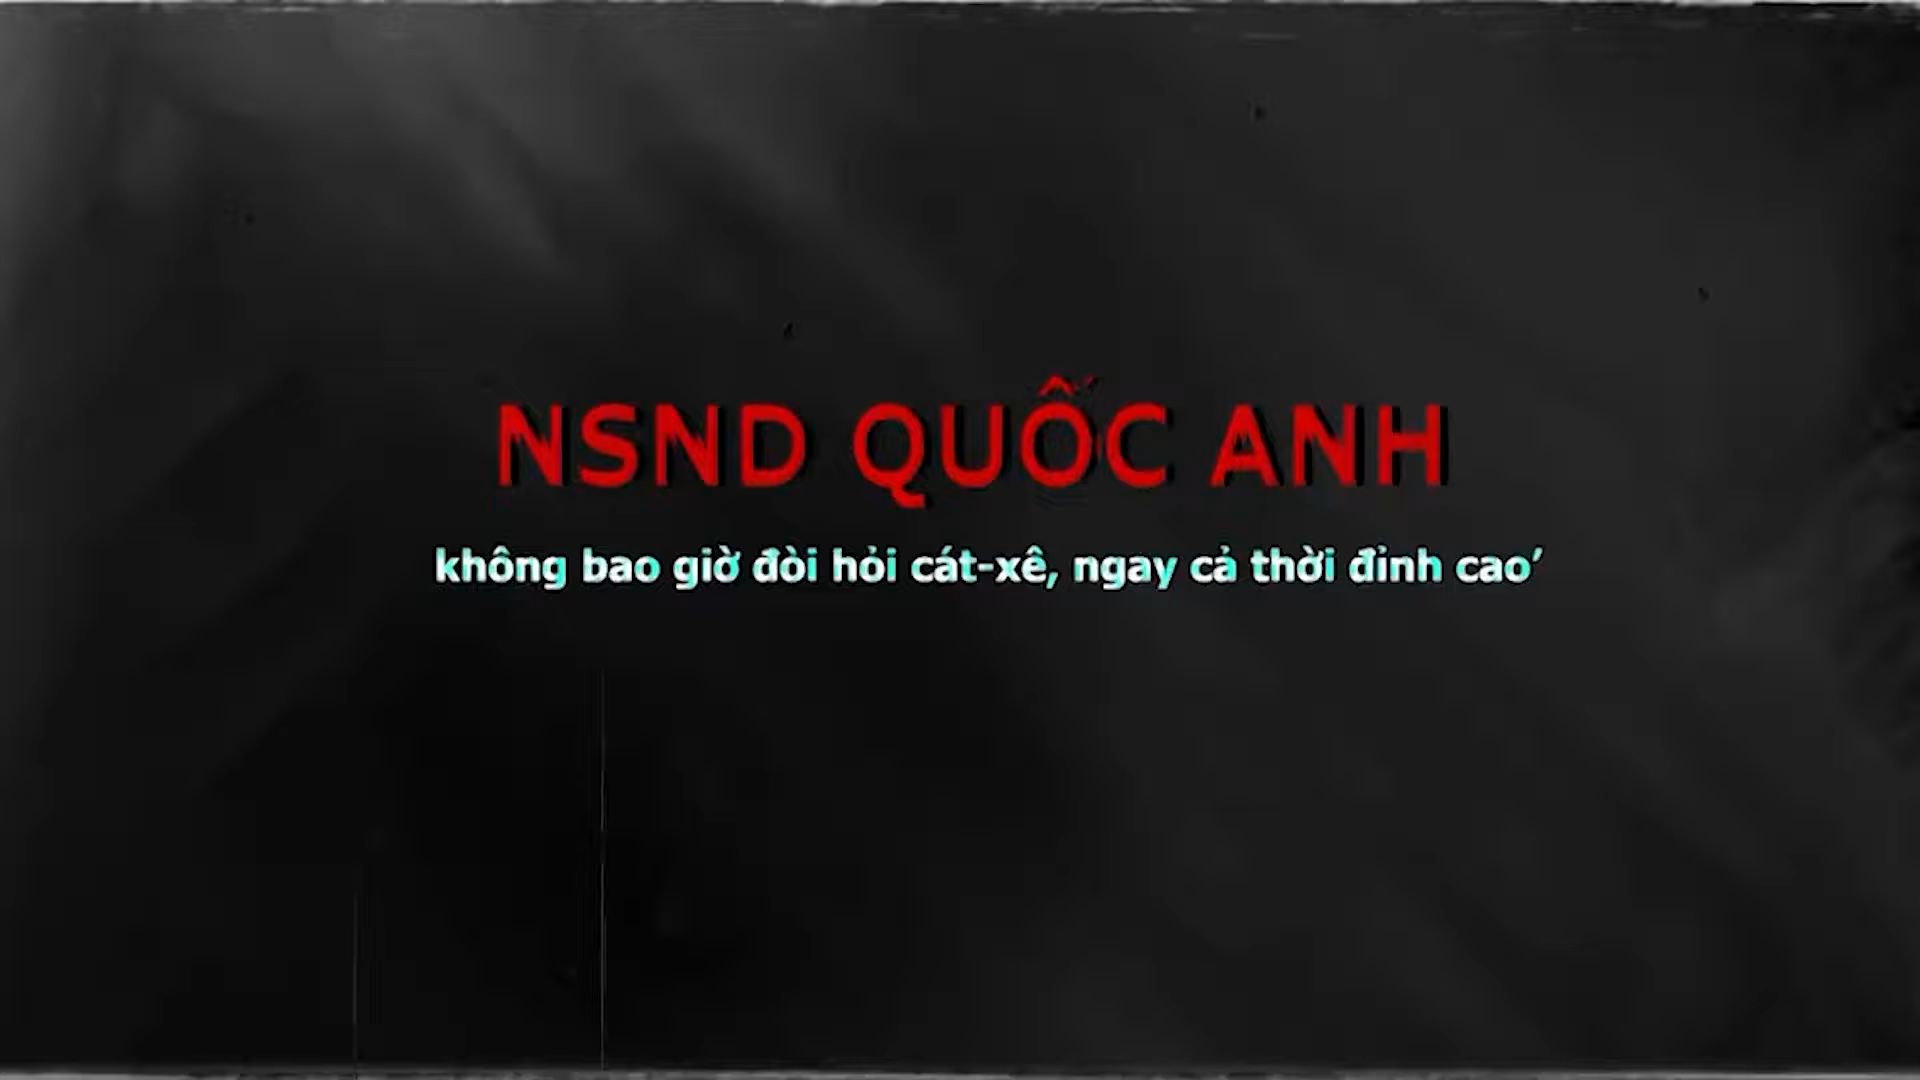 NSND QUỐC ANH
không bao giờ đòi hỏi cát-xê, ngay cả thời đỉnh cao’